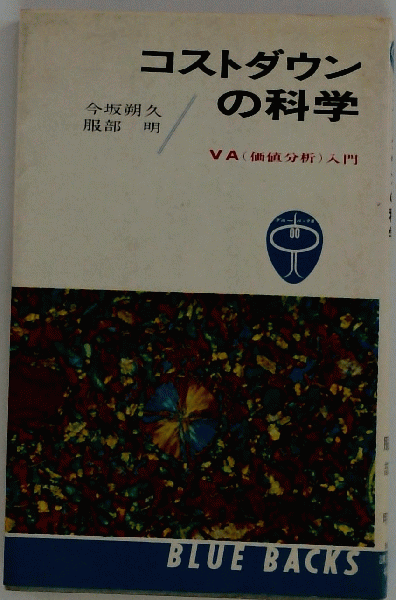 コストダウン
の科学
今坂朔久
服部 明
VA(価値分析)入門
BLUE BACKS